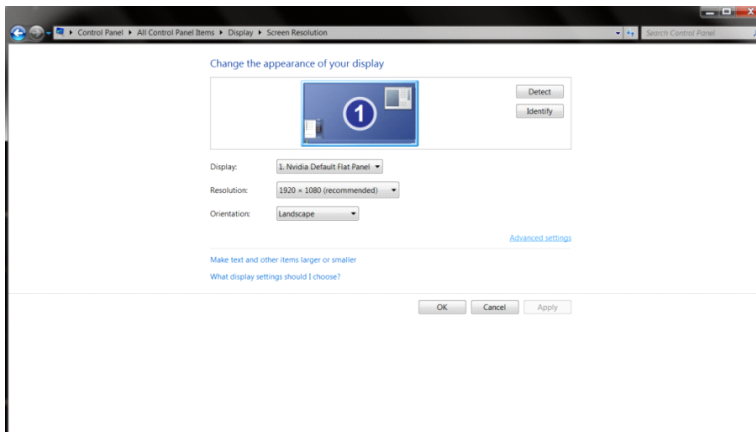 Control Panel ▸ All Control Panel Items ▸ Display ▸ Screen Resolution
Search Control Panel
Change the appearance of your display
1
Detect
Identify
Display: 1. Nvidia Default Flat Panel
Resolution: 1920 × 1080 (recommended)
Orientation: Landscape
Advanced settings
Make text and other items larger or smaller
What display settings should I choose?
OK Cancel Apply